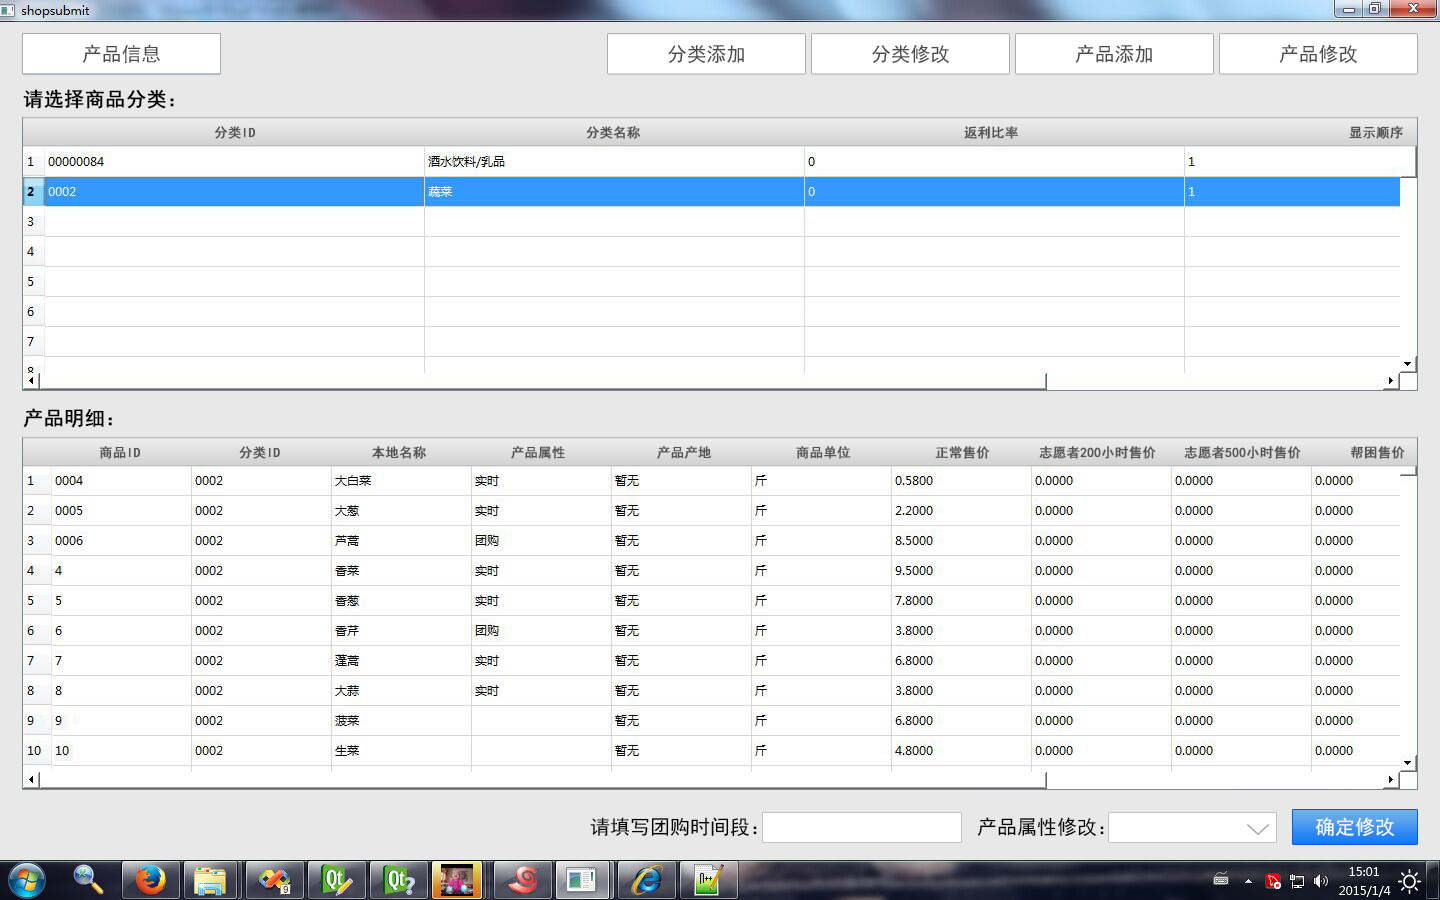 shopsubmit
产品信息 分类添加 分类修改 产品添加 产品修改
请选择商品分类：
分类ID 分类名称 返利比率 显示顺序
1 00000084 酒水饮料/乳品 0 1
2 0002 蔬菜 0 1
3
4
5
6
7
8
产品明细：
商品ID 分类ID 本地名称 产品属性 产品产地 商品单位 正常售价 志愿者200小时售价 志愿者500小时售价 帮困售价
1 0004 0002 大白菜 实时 暂无 斤 0.5800 0.0000 0.0000 0.0000
2 0005 0002 大葱 实时 暂无 斤 2.2000 0.0000 0.0000 0.0000
3 0006 0002 芦蒿 团购 暂无 斤 8.5000 0.0000 0.0000 0.0000
4 4 0002 香菜 实时 暂无 斤 9.5000 0.0000 0.0000 0.0000
5 5 0002 香葱 实时 暂无 斤 7.8000 0.0000 0.0000 0.0000
6 6 0002 香芹 团购 暂无 斤 3.8000 0.0000 0.0000 0.0000
7 7 0002 蓬蒿 实时 暂无 斤 6.8000 0.0000 0.0000 0.0000
8 8 0002 大蒜 实时 暂无 斤 3.8000 0.0000 0.0000 0.0000
9 9 0002 菠菜 暂无 斤 6.8000 0.0000 0.0000 0.0000
10 10 0002 生菜 暂无 斤 4.8000 0.0000 0.0000 0.0000
请填写团购时间段： 产品属性修改： 确定修改
9 Qt Qt? n++ 15:01
2015/1/4